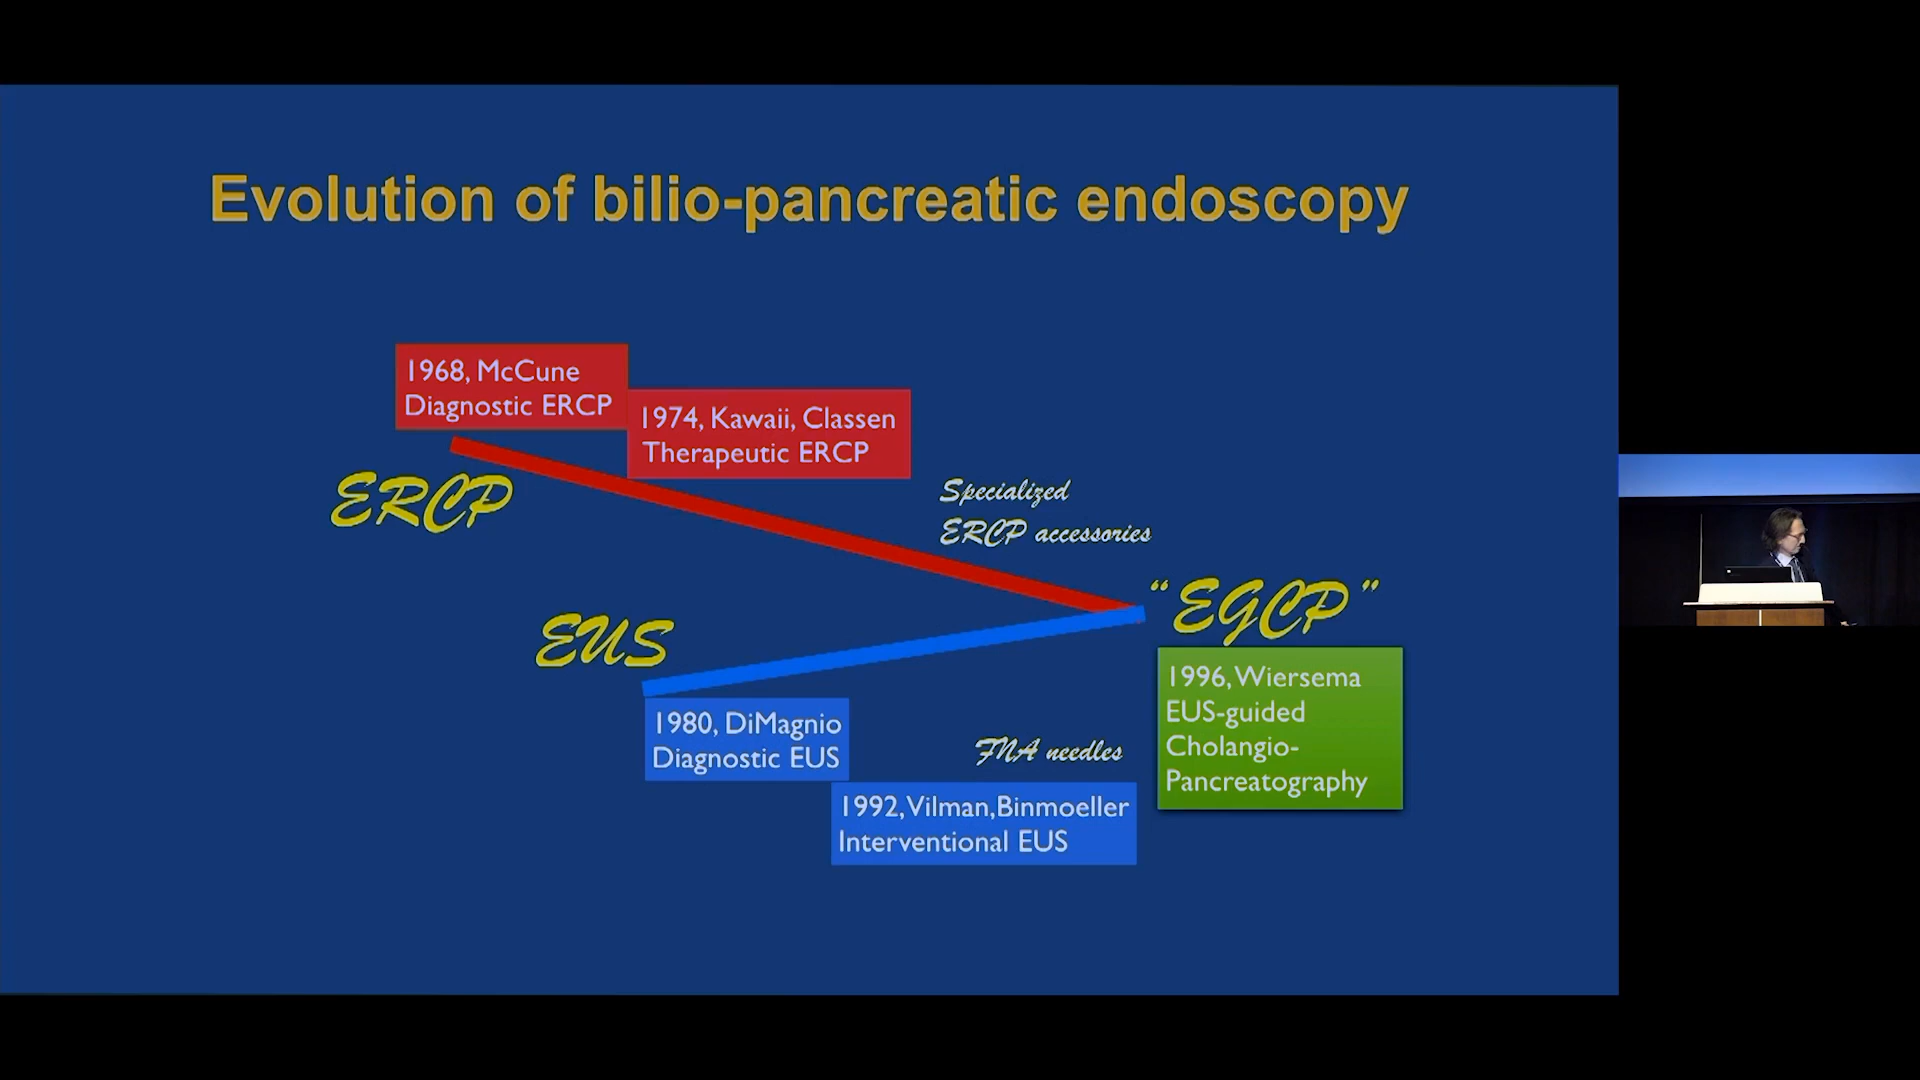 Evolution of bilio-pancreatic endoscopy
1968, McCune
Diagnostic ERCP
1974, Kawaii, Classen
Therapeutic ERCP
ERCP
Specialized
ERCP accessories
"EGCP"
EUS
1996, Wiersema
EUS-guided
Cholangio-
Pancreatography
1980, DiMagnio
Diagnostic EUS
FNA needles
1992, Vilman, Binmoeller
Interventional EUS